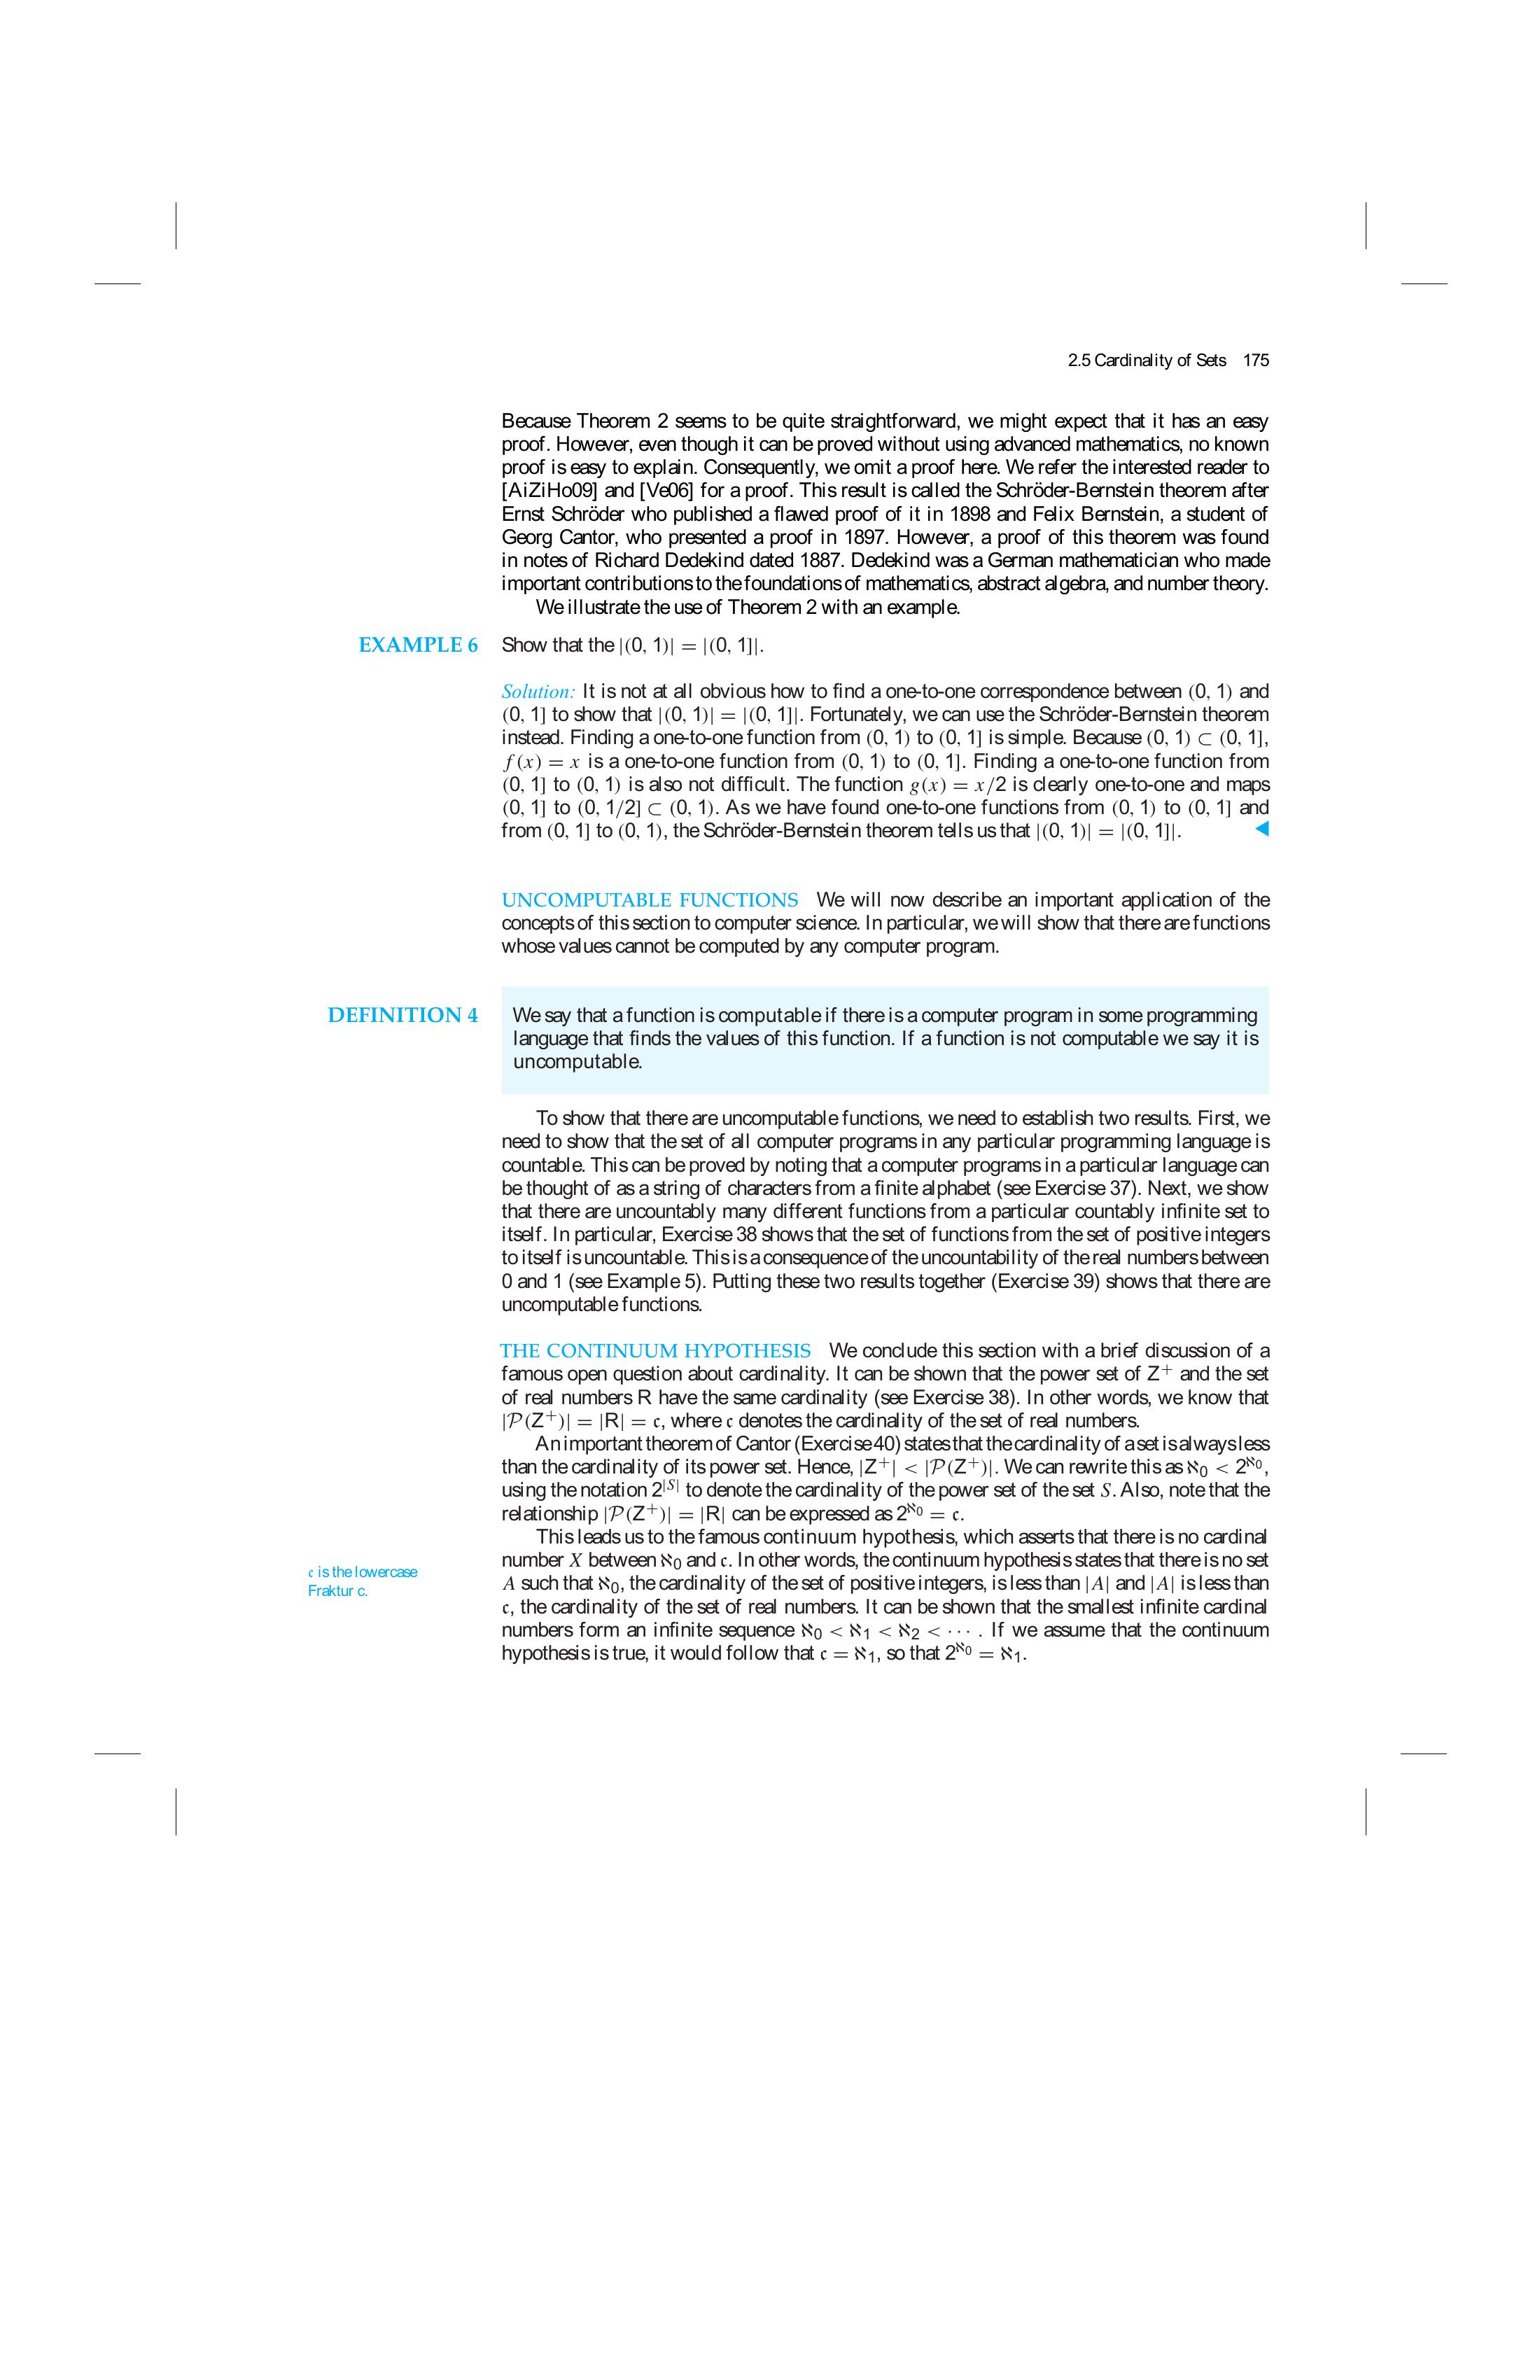 2.5 Cardinality of Sets 175
Because Theorem 2 seems to be quite straightforward, we might expect that it has an easy
proof. However, even though it can be proved without using advanced mathematics, no known
proof is easy to explain. Consequently, we omit a proof here. We refer the interested reader to
[AiZiHo09] and [Ve06] for a proof. This result is called the Schröder-Bernstein theorem after
Ernst Schröder who published a flawed proof of it in 1898 and Felix Bernstein, a student of
Georg Cantor, who presented a proof in 1897. However, a proof of this theorem was found
in notes of Richard Dedekind dated 1887. Dedekind was a German mathematician who made
important contributions to the foundations of mathematics, abstract algebra, and number theory.
We illustrate the use of Theorem 2 with an example.
EXAMPLE 6 Show that the |(0, 1)| = |(0, 1]|.
Solution: It is not at all obvious how to find a one-to-one correspondence between (0, 1) and
(0, 1] to show that |(0, 1)| = |(0, 1]|. Fortunately, we can use the Schröder-Bernstein theorem
instead. Finding a one-to-one function from (0, 1) to (0, 1] is simple. Because (0, 1) ⊂ (0, 1],
f(x) = x is a one-to-one function from (0, 1) to (0, 1]. Finding a one-to-one function from
(0, 1] to (0, 1) is also not difficult. The function g(x) = x/2 is clearly one-to-one and maps
(0, 1] to (0, 1/2] ⊂ (0, 1). As we have found one-to-one functions from (0, 1) to (0, 1] and
from (0, 1] to (0, 1), the Schröder-Bernstein theorem tells us that |(0, 1)| = |(0, 1]|. ◀
UNCOMPUTABLE FUNCTIONS We will now describe an important application of the
concepts of this section to computer science. In particular, we will show that there are functions
whose values cannot be computed by any computer program.
DEFINITION 4 We say that a function is computable if there is a computer program in some programming
language that finds the values of this function. If a function is not computable we say it is
uncomputable.
To show that there are uncomputable functions, we need to establish two results. First, we
need to show that the set of all computer programs in any particular programming language is
countable. This can be proved by noting that a computer programs in a particular language can
be thought of as a string of characters from a finite alphabet (see Exercise 37). Next, we show
that there are uncountably many different functions from a particular countably infinite set to
itself. In particular, Exercise 38 shows that the set of functions from the set of positive integers
to itself is uncountable. This is a consequence of the uncountability of the real numbers between
0 and 1 (see Example 5). Putting these two results together (Exercise 39) shows that there are
uncomputable functions.
THE CONTINUUM HYPOTHESIS We conclude this section with a brief discussion of a
famous open question about cardinality. It can be shown that the power set of Z⁺ and the set
of real numbers R have the same cardinality (see Exercise 38). In other words, we know that
|𝒫(Z⁺)| = |R| = 𝔠, where 𝔠 denotes the cardinality of the set of real numbers.
An important theorem of Cantor (Exercise 40) states that the cardinality of a set is always less
than the cardinality of its power set. Hence, |Z⁺| < |𝒫(Z⁺)|. We can rewrite this as ℵ₀ < 2^ℵ₀,
using the notation 2^|S| to denote the cardinality of the power set of the set S. Also, note that the
relationship |𝒫(Z⁺)| = |R| can be expressed as 2^ℵ₀ = 𝔠.
This leads us to the famous continuum hypothesis, which asserts that there is no cardinal
number X between ℵ₀ and 𝔠. In other words, the continuum hypothesis states that there is no set
A such that ℵ₀, the cardinality of the set of positive integers, is less than |A| and |A| is less than
𝔠, the cardinality of the set of real numbers. It can be shown that the smallest infinite cardinal
numbers form an infinite sequence ℵ₀ < ℵ₁ < ℵ₂ < ··· . If we assume that the continuum
hypothesis is true, it would follow that 𝔠 = ℵ₁, so that 2^ℵ₀ = ℵ₁.
𝔠 is the lowercase
Fraktur c.